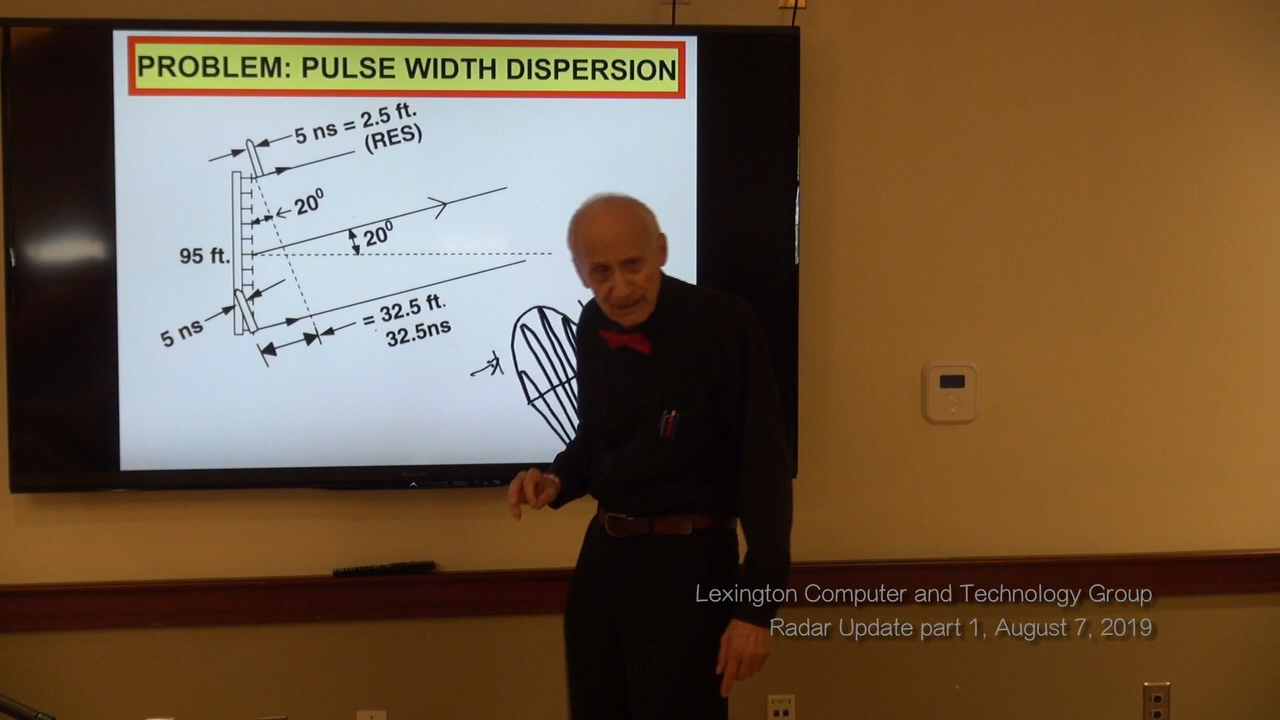 PROBLEM: PULSE WIDTH DISPERSION
5 ns = 2.5 ft.
(RES)
20⁰
20⁰
95 ft.
5 ns
= 32.5 ft.
32.5ns
Lexington Computer and Technology Group
Radar Update part 1, August 7, 2019